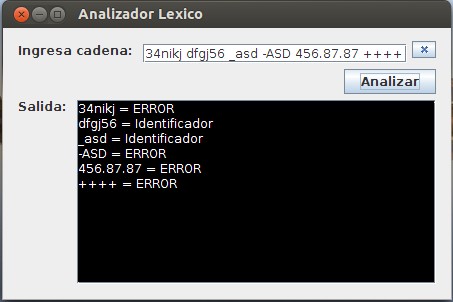 Analizador Lexico
Ingresa cadena: 34nikj dfgj56 _asd -ASD 456.87.87 ++++
Analizar
Salida:
34nikj = ERROR
dfgj56 = Identificador
_asd = Identificador
-ASD = ERROR
456.87.87 = ERROR
++++ = ERROR